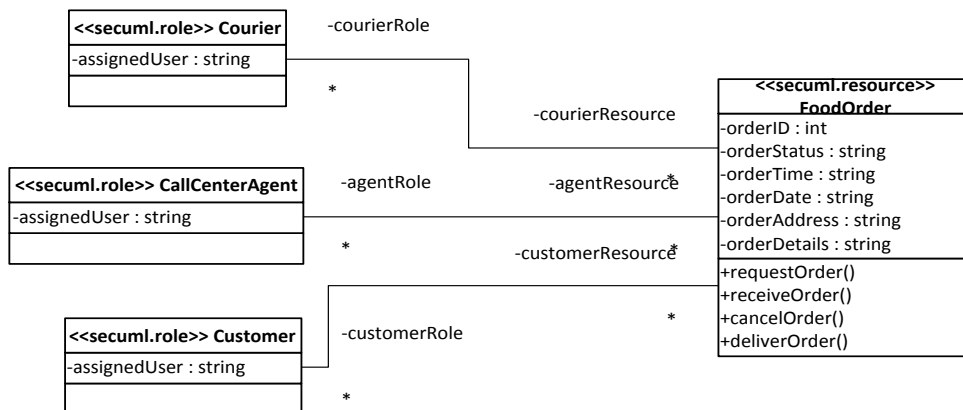 <<secuml.role>> Courier
-assignedUser : string
-courierRole
*
-courierResource
*
<<secuml.role>> CallCenterAgent
-assignedUser : string
-agentRole
*
-agentResource
*
<<secuml.role>> Customer
-assignedUser : string
-customerRole
*
-customerResource
*
<<secuml.resource>>
FoodOrder
-orderID : int
-orderStatus : string
-orderTime : string
-orderDate : string
-orderAddress : string
-orderDetails : string
+requestOrder()
+receiveOrder()
+cancelOrder()
+deliverOrder()